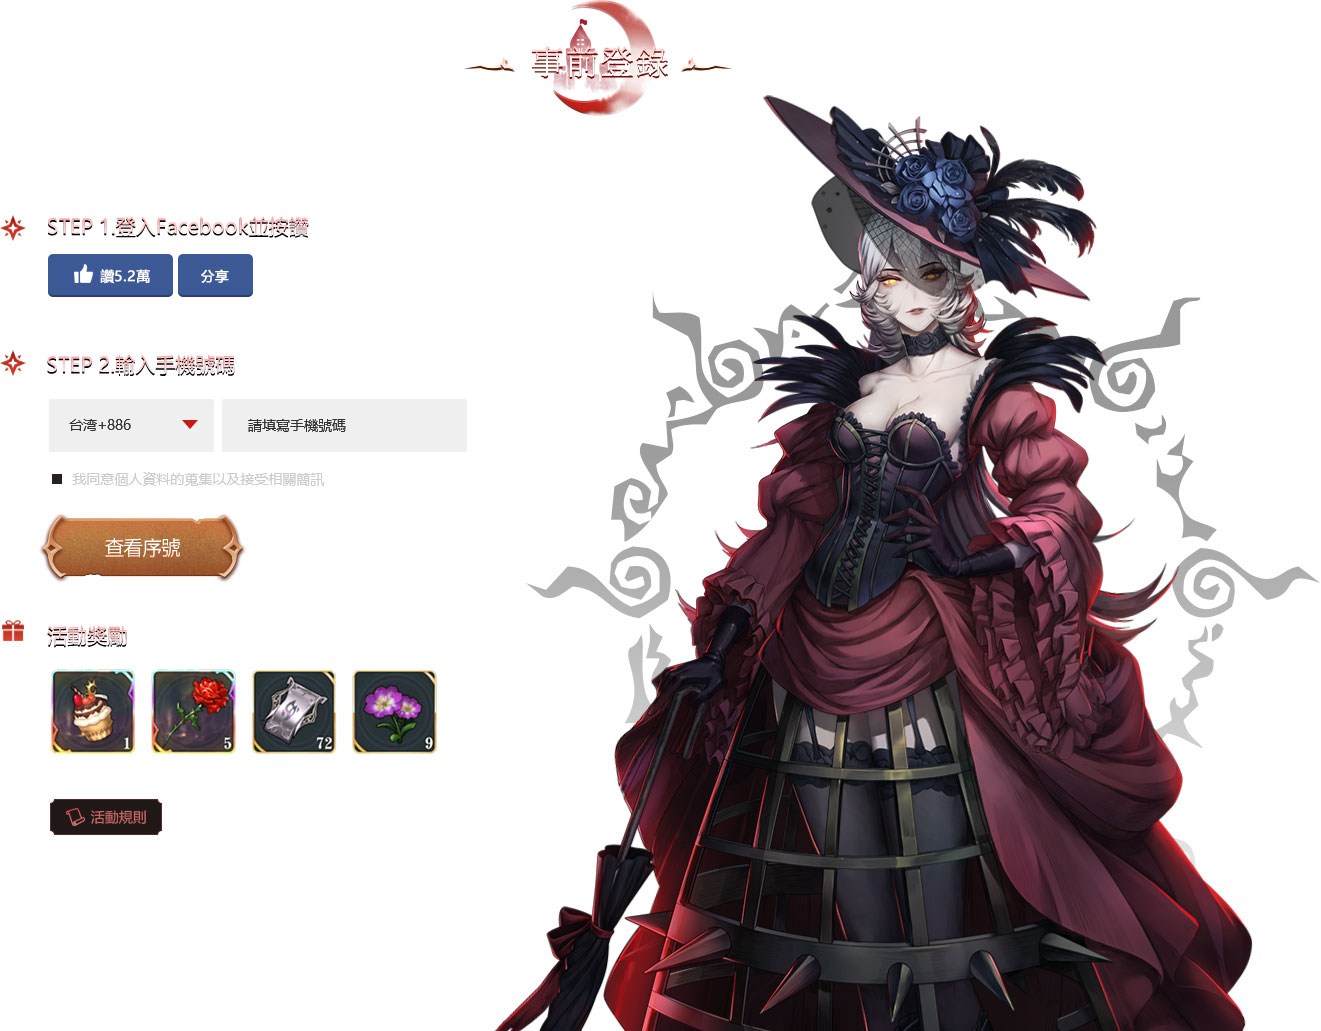 事前登錄
STEP 1.登入Facebook並按讚
讚5.2萬
分享
STEP 2.輸入手機號碼
台湾+886
請填寫手機號碼
我同意個人資料的蒐集以及接受相關簡訊
查看序號
活動獎勵
1
5
72
9
活動規則